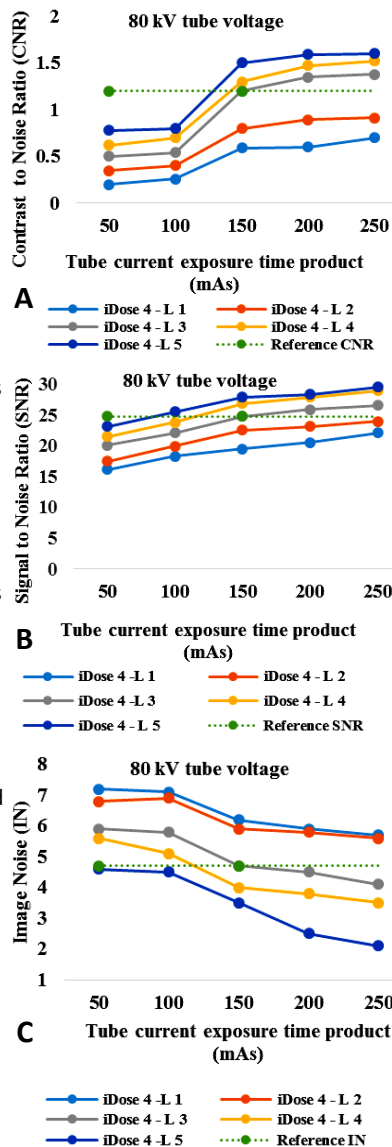 80 kV tube voltage
Contrast to Noise Ratio (CNR)
2
1.5
1
0.5
0
50 100 150 200 250
Tube current exposure time product
(mAs)
A
iDose 4 - L 1 iDose 4 - L 2
iDose 4 - L 3 iDose 4 - L 4
iDose 4 -L 5 Reference CNR
80 kV tube voltage
Signal to Noise Ratio (SNR)
30
25
20
15
10
5
0
50 100 150 200 250
B
Tube current exposure time product
(mAs)
iDose 4 -L 1 iDose 4 - L 2
iDose 4 - L 3 iDose 4 - L 4
iDose 4 - L 5 Reference SNR
80 kV tube voltage
Image Noise (IN)
8
7
6
5
4
3
2
1
50 100 150 200 250
C
Tube current exposure time product
(mAs)
iDose 4 -L 1 iDose 4 - L 2
iDose 4 - L 3 iDose 4 - L 4
iDose 4 -L 5 Reference IN